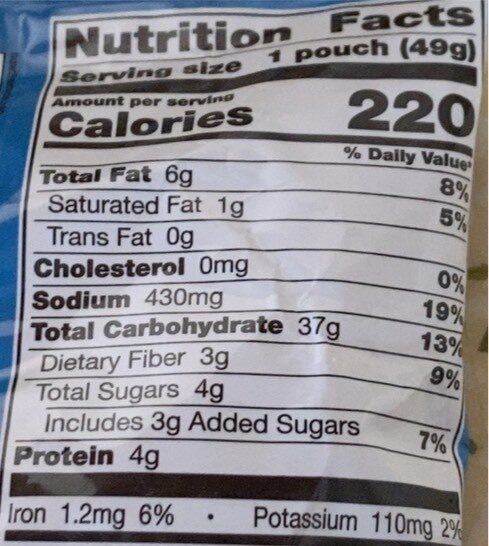 Nutrition Facts
Serving size 1 pouch (49g)
Amount per serving
Calories 220
% Daily Value*
Total Fat 6g 8%
Saturated Fat 1g 5%
Trans Fat 0g
Cholesterol 0mg 0%
Sodium 430mg 19%
Total Carbohydrate 37g 13%
Dietary Fiber 3g 9%
Total Sugars 4g
Includes 3g Added Sugars 7%
Protein 4g
Iron 1.2mg 6% • Potassium 110mg 2%